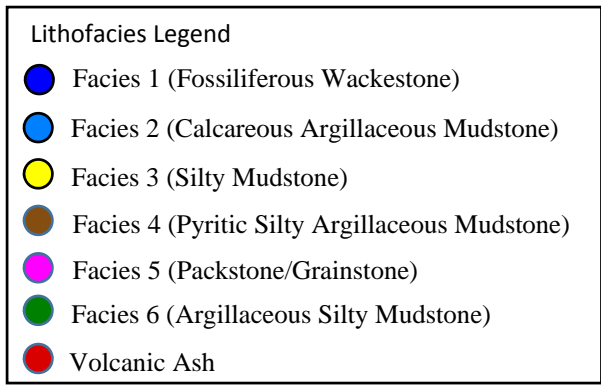 Lithofacies Legend
Facies 1 (Fossiliferous Wackestone)
Facies 2 (Calcareous Argillaceous Mudstone)
Facies 3 (Silty Mudstone)
Facies 4 (Pyritic Silty Argillaceous Mudstone)
Facies 5 (Packstone/Grainstone)
Facies 6 (Argillaceous Silty Mudstone)
Volcanic Ash